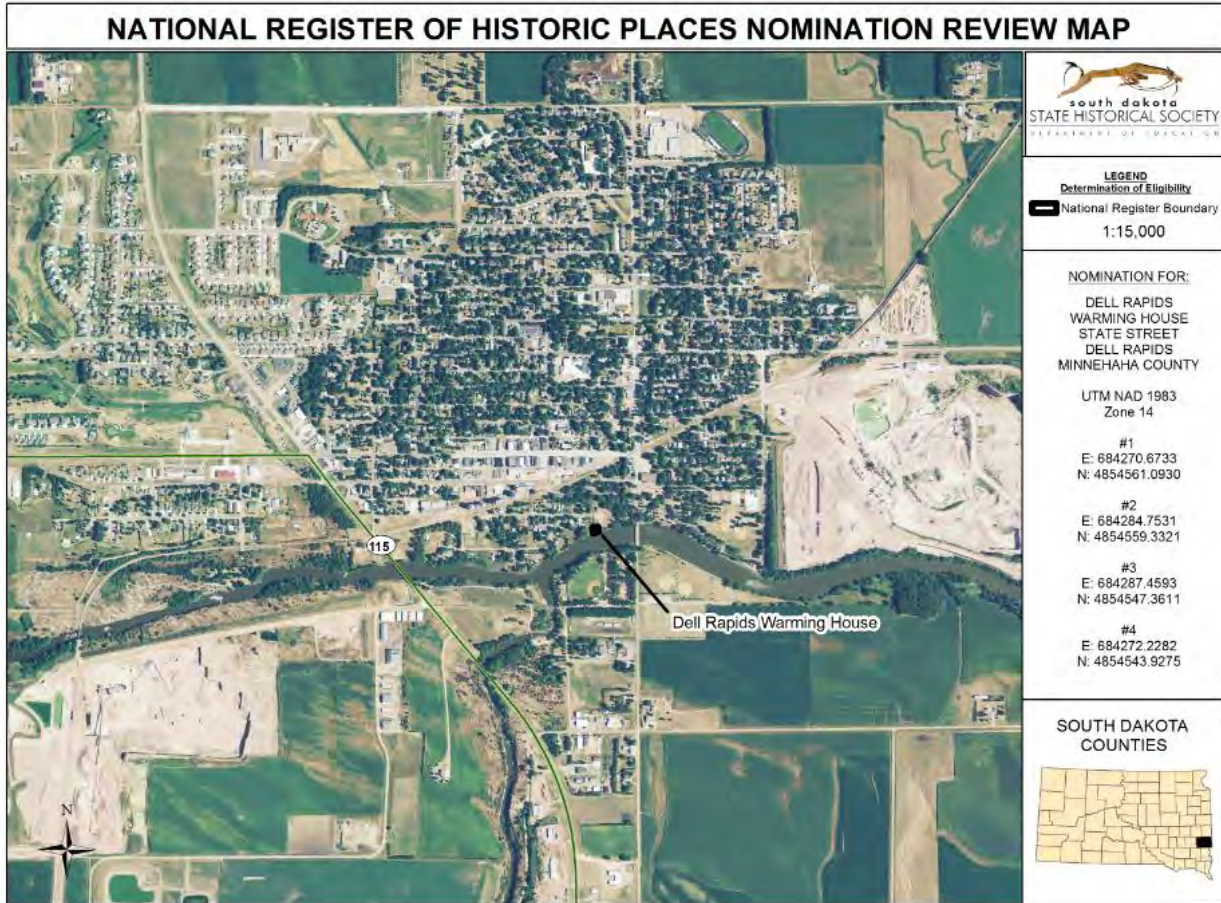 NATIONAL REGISTER OF HISTORIC PLACES NOMINATION REVIEW MAP
south dakota
STATE HISTORICAL SOCIETY
DEPARTMENT OF EDUCATION
LEGEND
Determination of Eligibility
National Register Boundary
1:15,000
NOMINATION FOR:
DELL RAPIDS
WARMING HOUSE
STATE STREET
DELL RAPIDS
MINNEHAHA COUNTY
UTM NAD 1983
Zone 14
#1
E: 684270.6733
N: 4854561.0930
#2
E: 684284.7531
N: 4854559.3321
#3
E: 684287.4593
N: 4854547.3611
#4
E: 684272.2282
N: 4854543.9275
115
Dell Rapids Warming House
N
SOUTH DAKOTA
COUNTIES